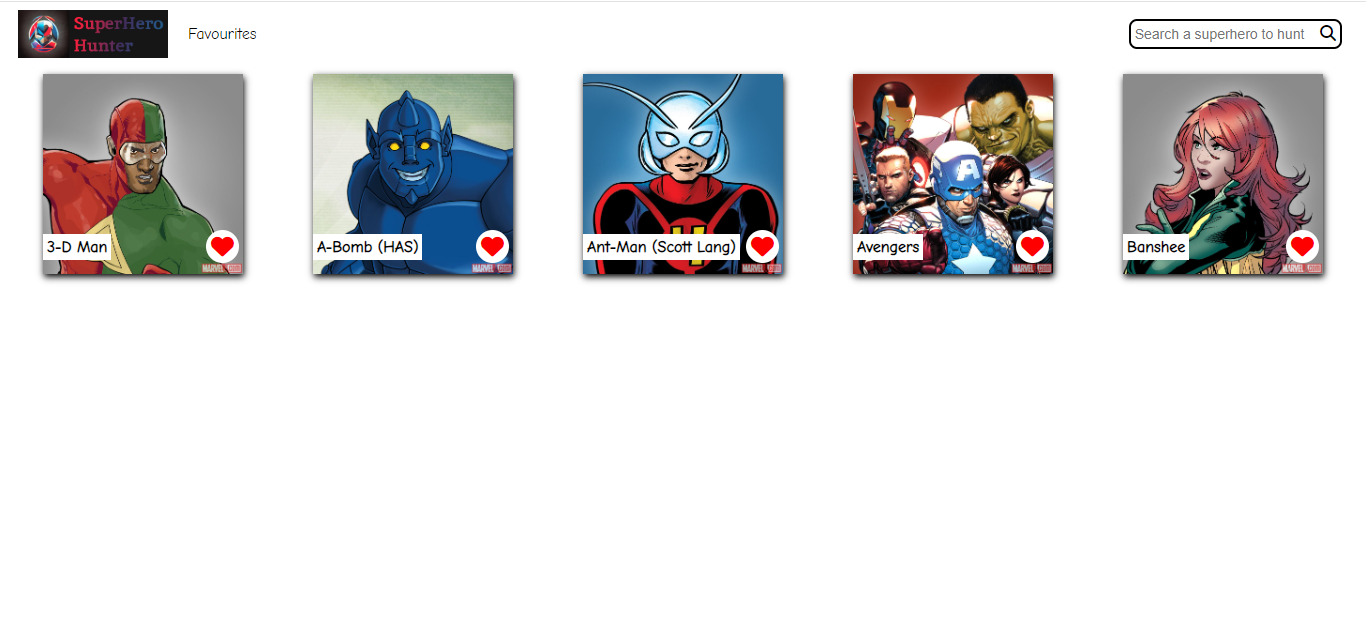 SuperHero
Hunter
Favourites
Search a superhero to hunt
3-D Man
A-Bomb (HAS)
Ant-Man (Scott Lang)
Avengers
Banshee
MARVEL
MARVEL
MARVEL
MARVEL
MARVEL